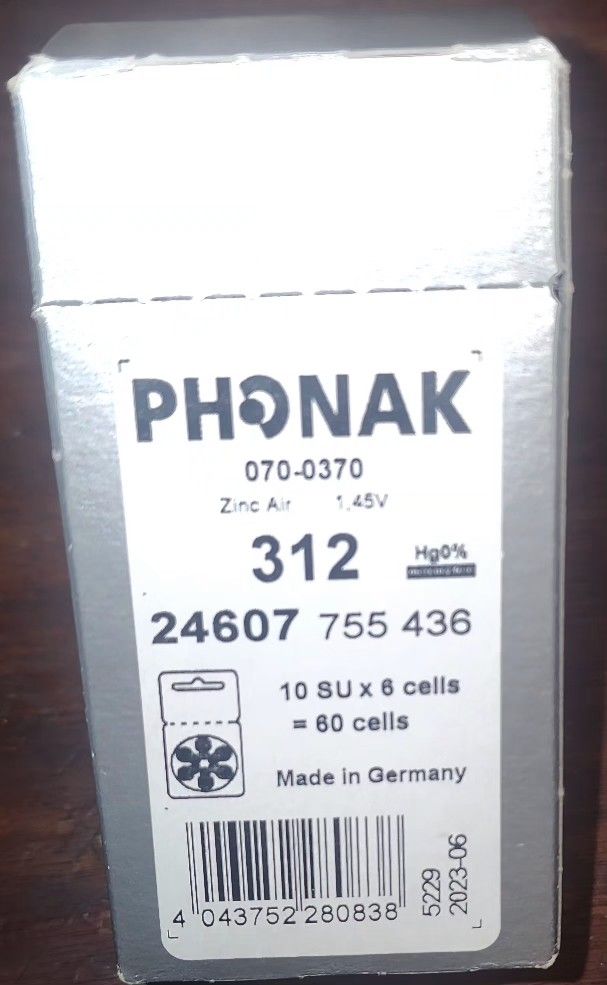 PHONAK
070-0370
Zinc Air 1,45V
312 Hg0%
24607 755 436
10 SU x 6 cells
= 60 cells
Made in Germany
4 043752 280838
5229
2023-06